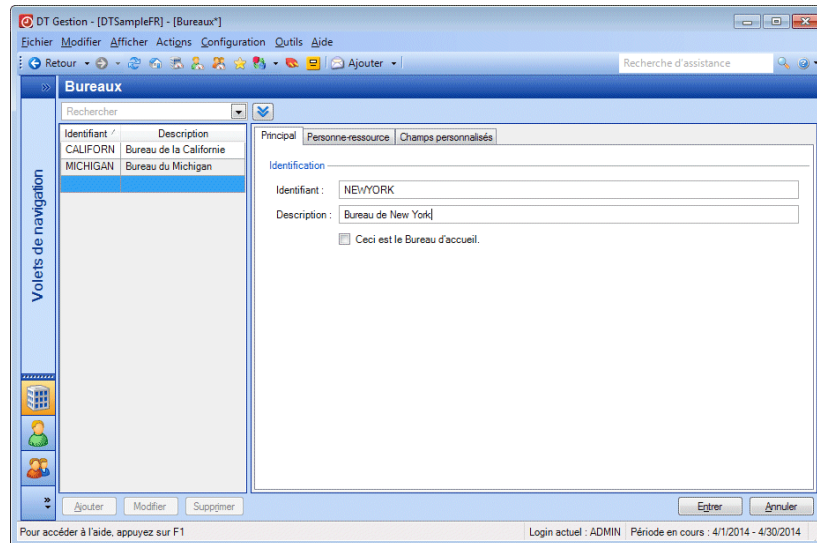 DT Gestion - [DTSampleFR] - [Bureaux*]
Fichier Modifier Afficher Actions Configuration Outils Aide
Retour Ajouter Recherche d'assistance
Bureaux
Rechercher
Identifiant Description
CALIFORN Bureau de la Californie
MICHIGAN Bureau du Michigan
Volets de navigation
Principal Personne-ressource Champs personnalisés
Identification
Identifiant : NEWYORK
Description : Bureau de New York
Ceci est le Bureau d'accueil.
Ajouter Modifier Supprimer Entrer Annuler
Pour accéder à l'aide, appuyez sur F1 Login actuel : ADMIN Période en cours : 4/1/2014 - 4/30/2014